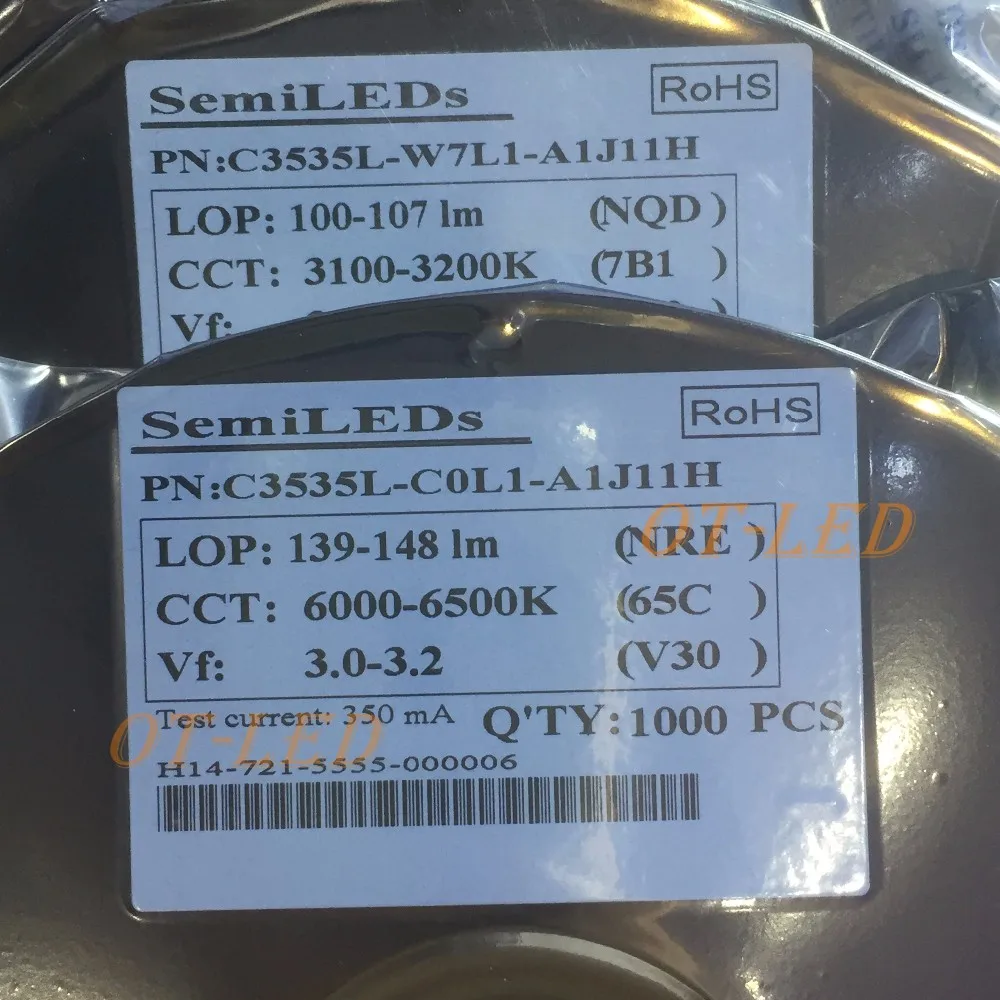 SemiLEDs
RoHS
PN:C3535L-W7L1-A1J11H
LOP: 100-107 lm (NQD )
CCT: 3100-3200K (7B1 )
Vf:
SemiLEDs
RoHS
PN:C3535L-C0L1-A1J11H
LOP: 139-148 lm (NRE )
OT-LED
CCT: 6000-6500K (65C )
Vf: 3.0-3.2 (V30 )
Test current: 350 mA Q'TY:1000 PCS
OT-LED
H14-721-5555-000006